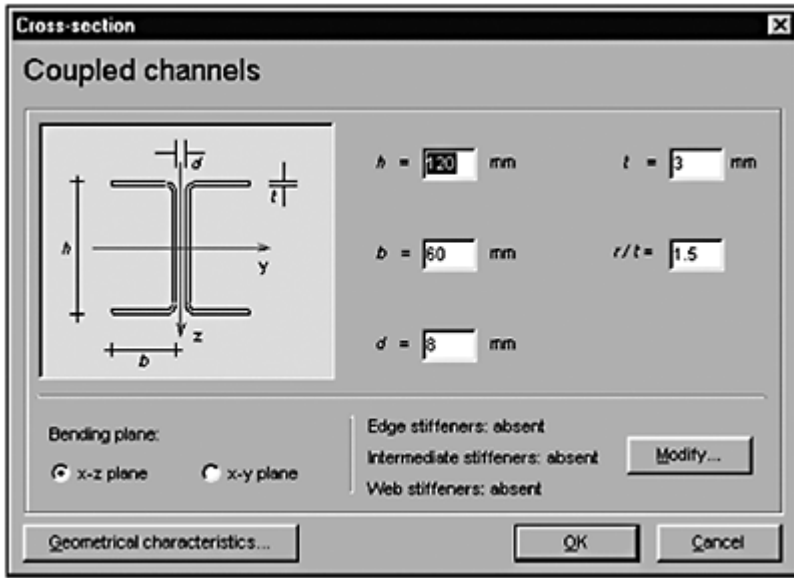 Cross-section
Coupled channels
d
t
h
y
z
b
h = 120 mm
t = 3 mm
b = 60 mm
r/t = 1.5
d = 8 mm
Bending plane:
x-z plane
x-y plane
Edge stiffeners: absent
Intermediate stiffeners: absent
Web stiffeners: absent
Modify...
Geometrical characteristics...
OK
Cancel